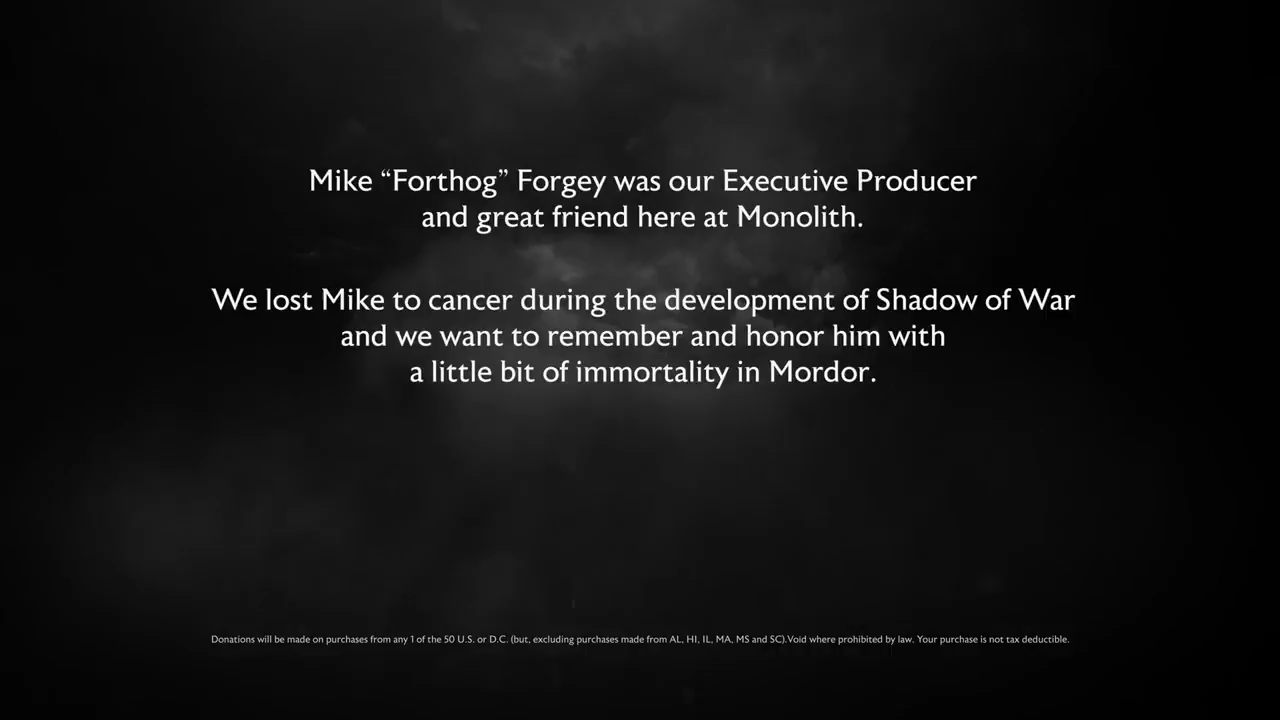 Mike “Forthog” Forgey was our Executive Producer
and great friend here at Monolith.
We lost Mike to cancer during the development of Shadow of War
and we want to remember and honor him with
a little bit of immortality in Mordor.
Donations will be made on purchases from any 1 of the 50 U.S. or D.C. (but, excluding purchases made from AL, HI, IL, MA, MS and SC).Void where prohibited by law. Your purchase is not tax deductible.